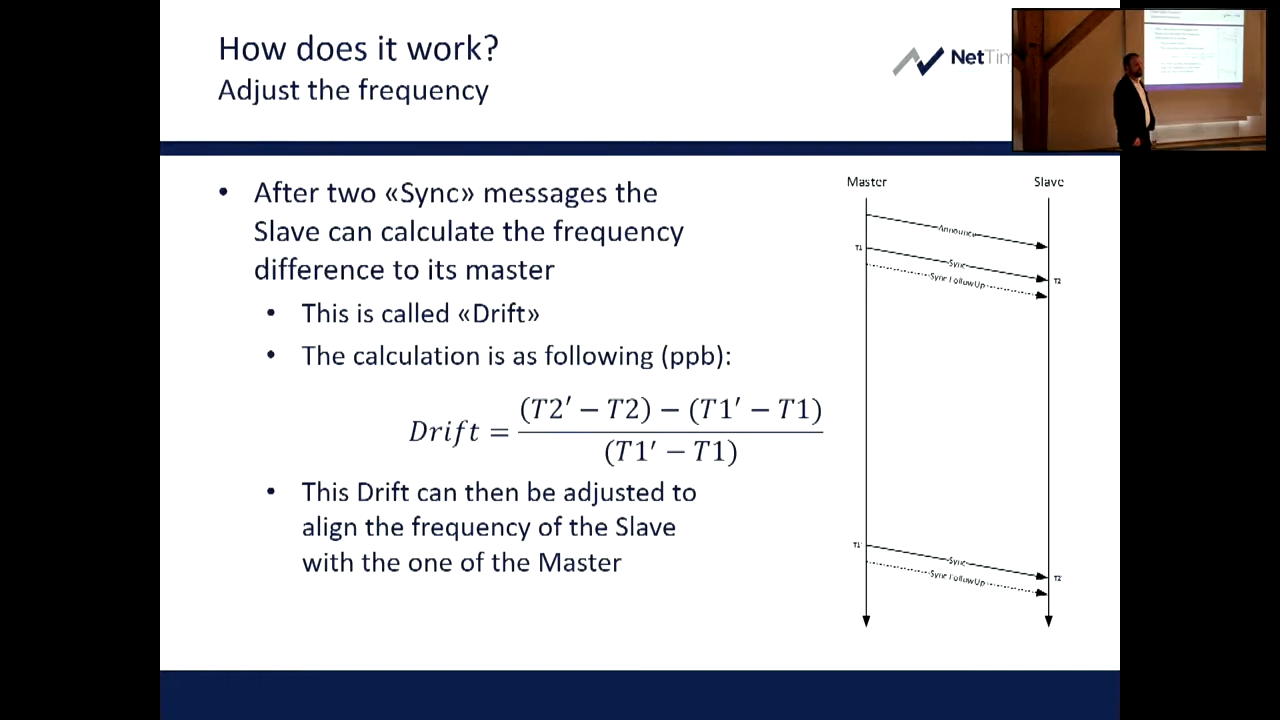 How does it work?
Adjust the frequency
NetTim
• After two «Sync» messages the
Slave can calculate the frequency
difference to its master
• This is called «Drift»
• The calculation is as following (ppb):
Drift = (T2′ − T2) − (T1′ − T1)
(T1′ − T1)
• This Drift can then be adjusted to
align the frequency of the Slave
with the one of the Master
Master Slave
Announce
T1
Sync
T2
Sync FollowUp
T1'
Sync
T2'
Sync FollowUp